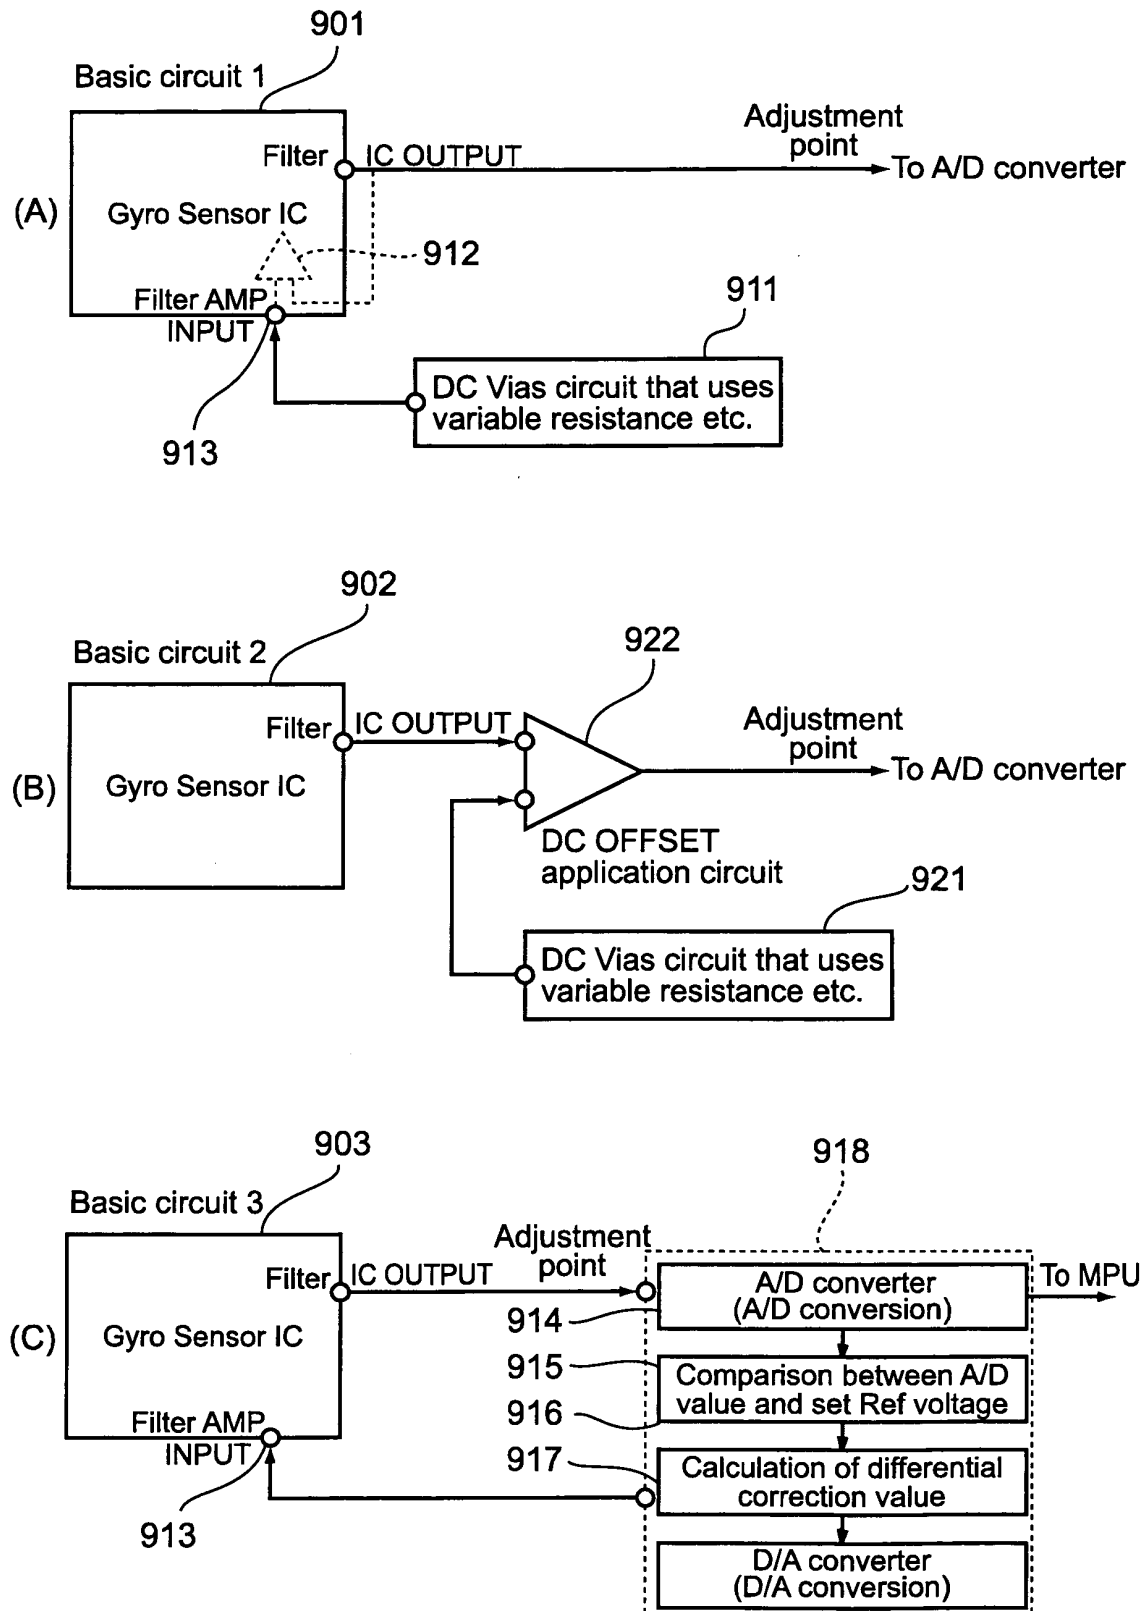 901
Basic circuit 1
Adjustment
point
Filter
IC OUTPUT
To A/D converter
(A)
Gyro Sensor IC
912
Filter AMP
INPUT
911
DC Vias circuit that uses
variable resistance etc.
913
902
Basic circuit 2
922
Filter
IC OUTPUT
Adjustment
point
To A/D converter
(B)
Gyro Sensor IC
DC OFFSET
application circuit
921
DC Vias circuit that uses
variable resistance etc.
903
918
Basic circuit 3
Adjustment
point
Filter
IC OUTPUT
A/D converter
(A/D conversion)
To MPU
914
(C)
Gyro Sensor IC
915
Comparison between A/D
value and set Ref voltage
916
Filter AMP
INPUT
917
Calculation of differential
correction value
913
D/A converter
(D/A conversion)